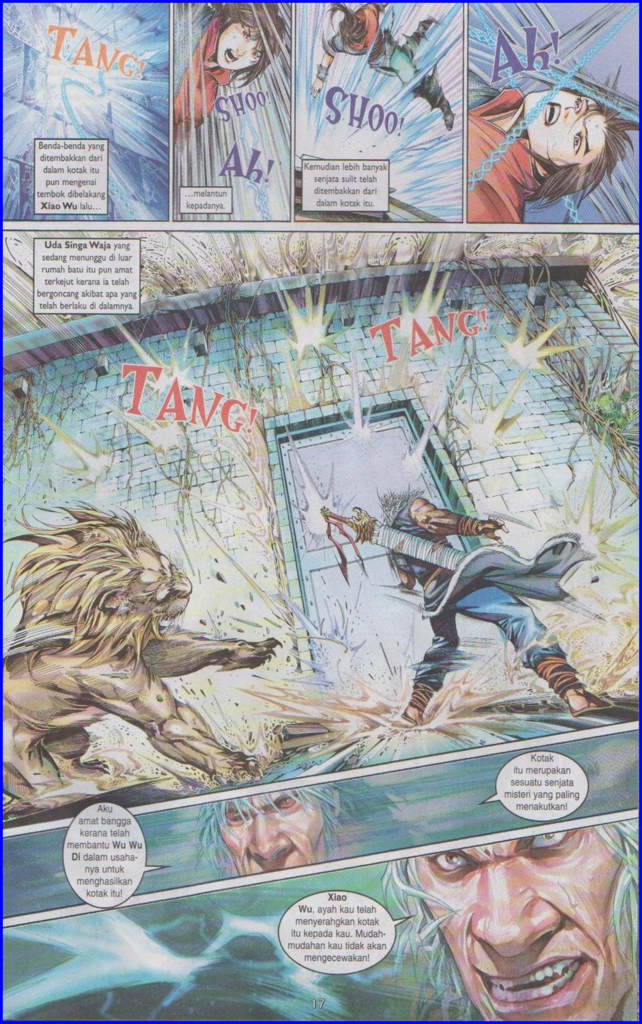 TANG!
Benda-benda yang
ditembakkan dari
dalam kotak itu
pun mengenai
tembok dibelakang
Xiao Wu lalu...
SHOO!
Ah!
...melantun
kepadanya.
SHOO!
Kemudian lebih banyak
senjata sulit telah
ditembakkan dari
dalam kotak itu.
Ah!
Uda Singa Waja yang
sedang menunggu di luar
rumah batu itu pun amat
terkejut kerana ia telah
bergoncang akibat apa yang
telah berlaku di dalamnya.
TANG!
TANG!
Kotak
itu merupakan
sesuatu senjata
misteri yang paling
menakutkan!
Aku
amat bangga
kerana telah
membantu Wu Wu
Di dalam usaha-
nya untuk
menghasilkan
kotak itu!
Xiao
Wu, ayah kau telah
menyerahkan kotak
itu kepada kau. Mudah-
mudahan kau tidak akan
mengecewakan!
17